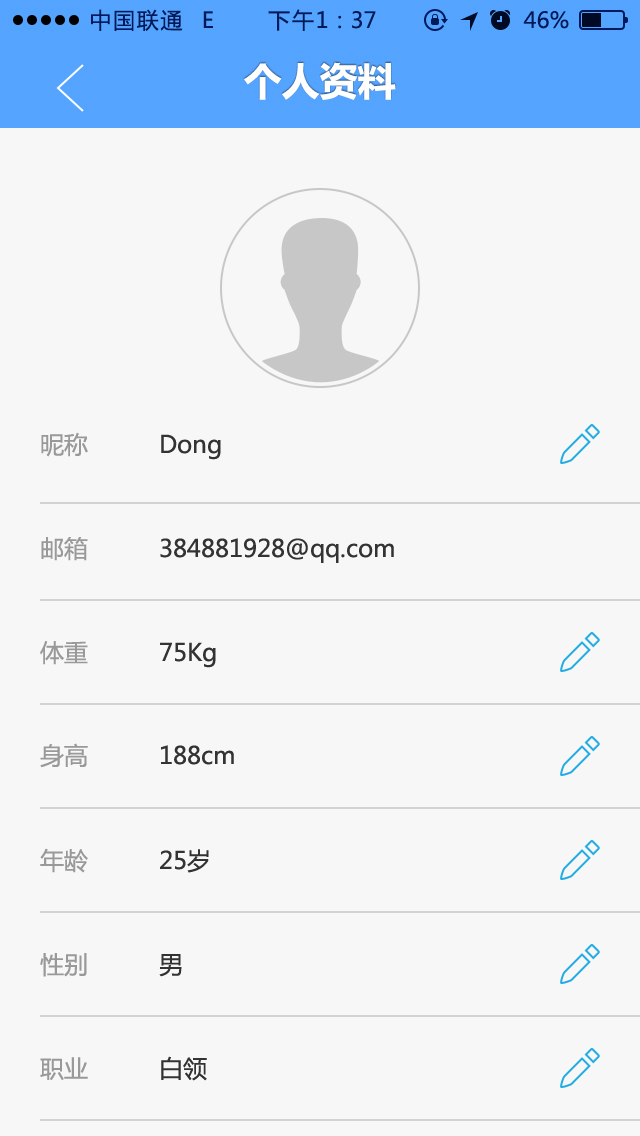 中国联通 E 下午1：37 46%
个人资料
昵称 Dong
邮箱 384881928@qq.com
体重 75Kg
身高 188cm
年龄 25岁
性别 男
职业 白领